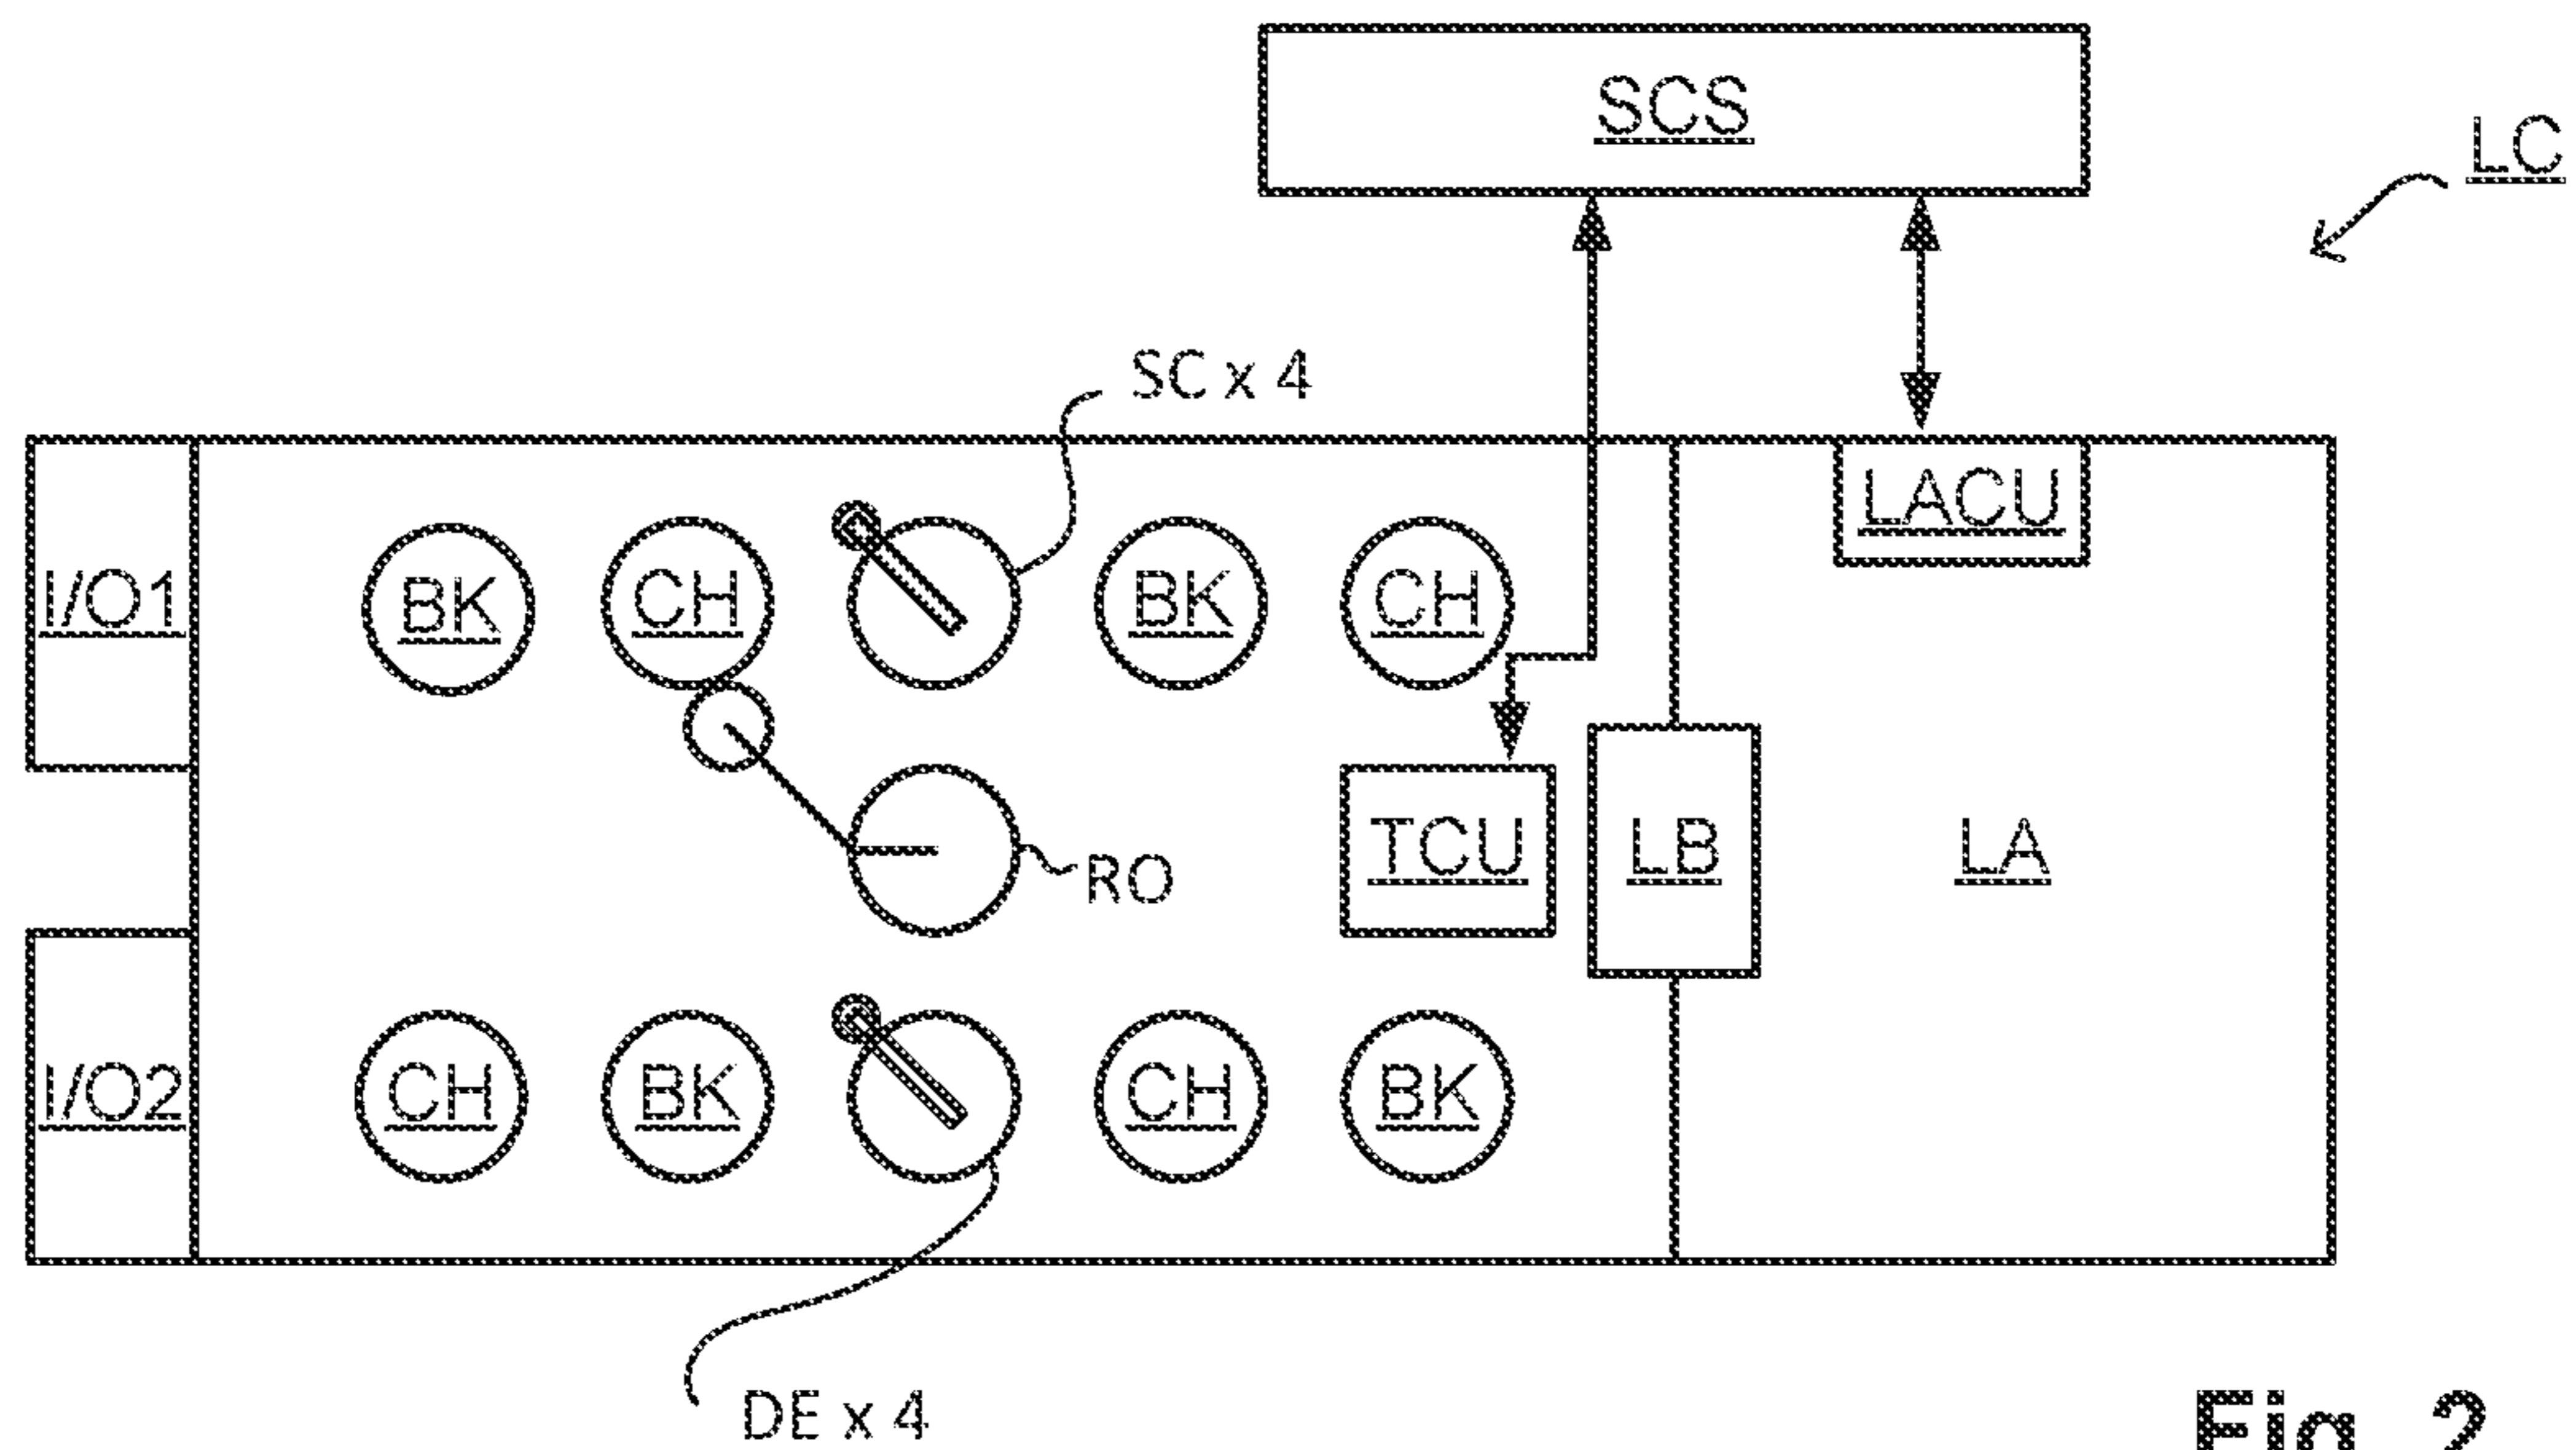 SCS
LC
SC x 4
LACU
I/O1
BK
CH
BK
CH
TCU
LB
LA
RO
I/O2
CH
BK
CH
BK
DE x 4
Fig. 2